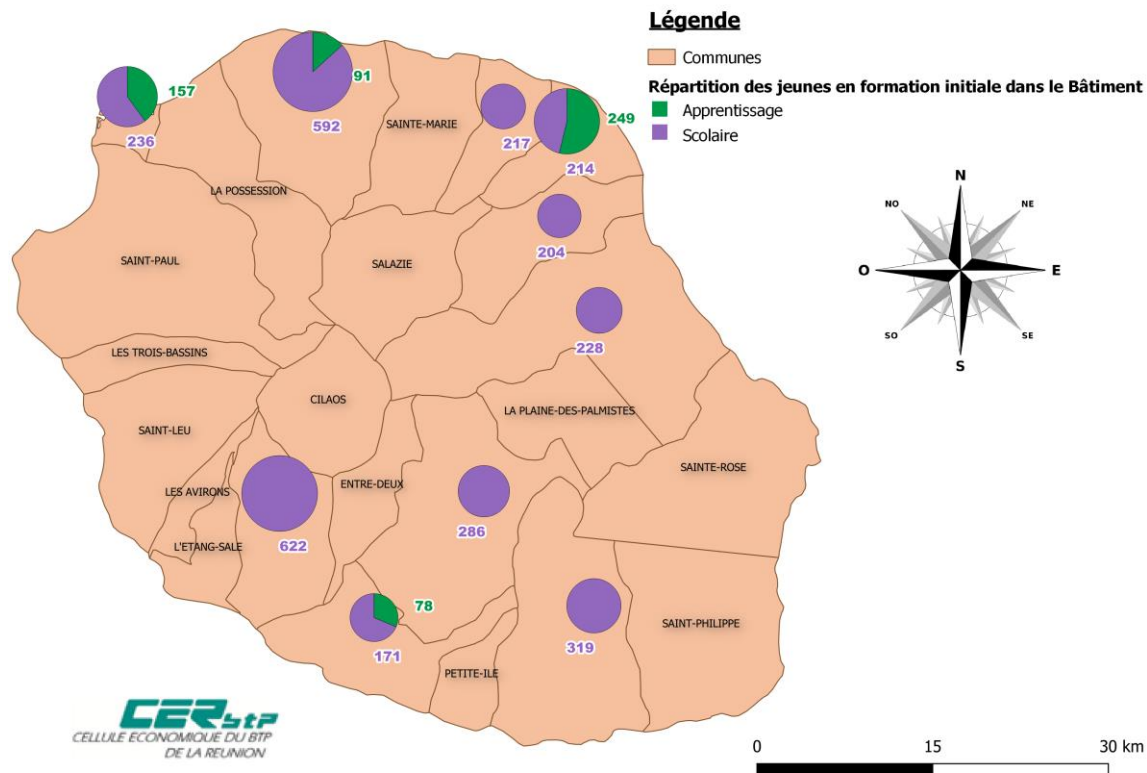 Légende
Communes
Répartition des jeunes en formation initiale dans le Bâtiment
Apprentissage
Scolaire
157
236
91
592
SAINTE-MARIE
217
249
214
LA POSSESSION
204
SAINT-PAUL
SALAZIE
228
LES TROIS-BASSINS
CILAOS
LA PLAINE-DES-PALMISTES
SAINT-LEU
SAINTE-ROSE
LES AVIRONS
ENTRE-DEUX
L'ETANG-SALE
622
286
78
171
PETITE-ILE
319
SAINT-PHILIPPE
N
NO
NE
O
E
SO
SE
S
CERbtp
CELLULE ECONOMIQUE DU BTP
DE LA REUNION
0
15
30 km